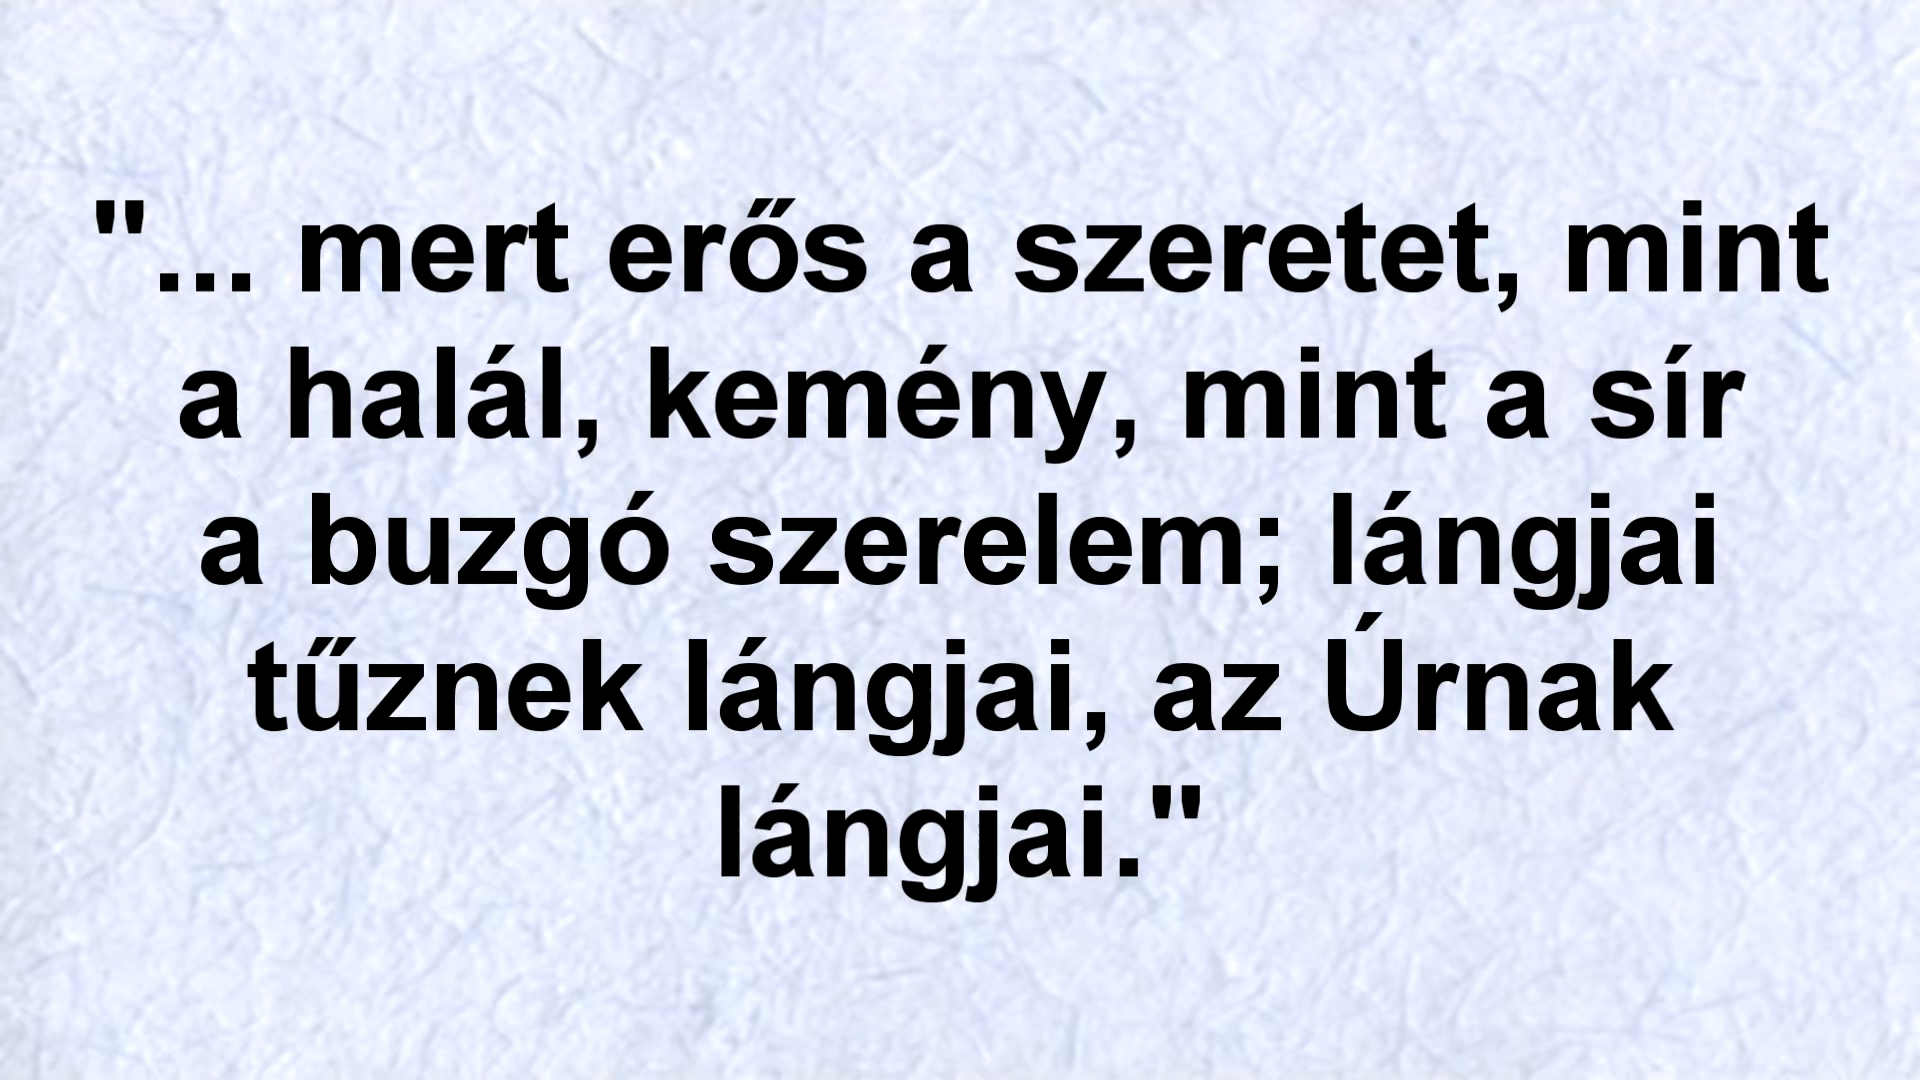 "... mert erős a szeretet, mint
a halál, kemény, mint a sír
a buzgó szerelem; lángjai
tűznek lángjai, az Úrnak
lángjai."